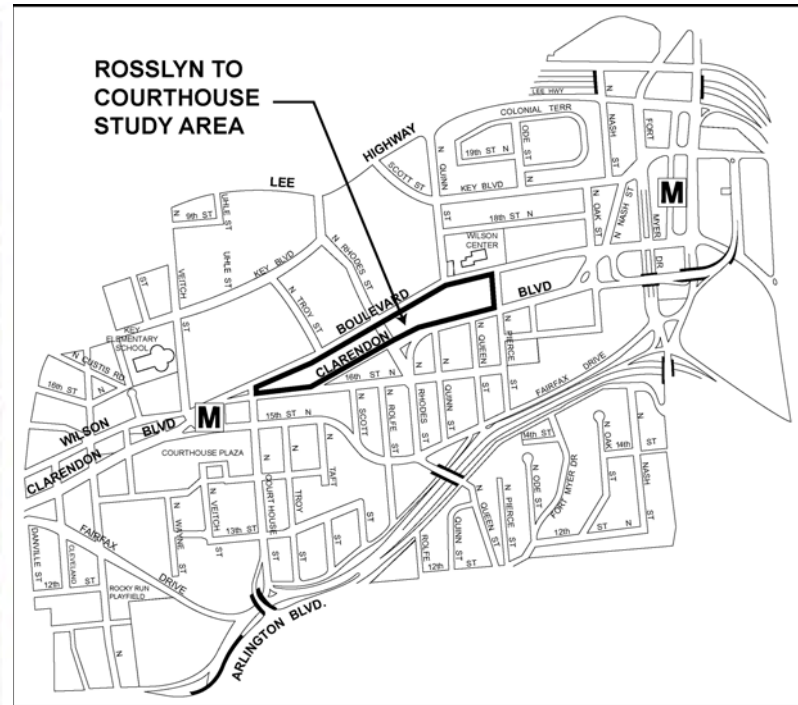 ROSSLYN TO
COURTHOUSE
STUDY AREA
LEE HWY
COLONIAL TERR
N
NASH ST
FORT
MYER
DR
HIGHWAY
SCOTT ST
N
QUINN
ST
19th ST N
ODE ST
N
KEY BLVD
N
OAK ST
N NASH ST
M
LEE
N
9th ST
UHLE ST
UHLE ST
18th ST N
WILSON
CENTER
KEY BLVD
N RHODES ST
N
VEITCH
ST
ST
N
TROY ST
BOULEVARD
BLVD
CLARENDON
KEY
ELEMENTARY
SCHOOL
N CUSTIS RD
16th ST
N
16th ST N
N
QUEEN
ST
N
PIERCE ST
FAIRFAX DRIVE
M
15th ST N
N
SCOTT
ST
N
ROLFE
ST
N
RHODES
ST
N
QUINN
ST
WILSON
BLVD
CLARENDON
COURTHOUSE PLAZA
14th ST
N
ODE ST
FORT MYER DR
N OAK
ST
14th ST
N
NASH ST
N
WAYNE
ST
N
VEITCH
ST
13th ST
N
COURT HOUSE
N
TROY
ST
N
TAFT
ST
N
QUEEN ST
N
PIERCE ST
12th
ST N
FAIRFAX
DRIVE
DANVILLE ST
CLEVELAND
12th ST
ROCKY RUN
PLAYFIELD
N
N
ROLFE
ST
N
QUINN ST
12th ST
ARLINGTON BLVD.